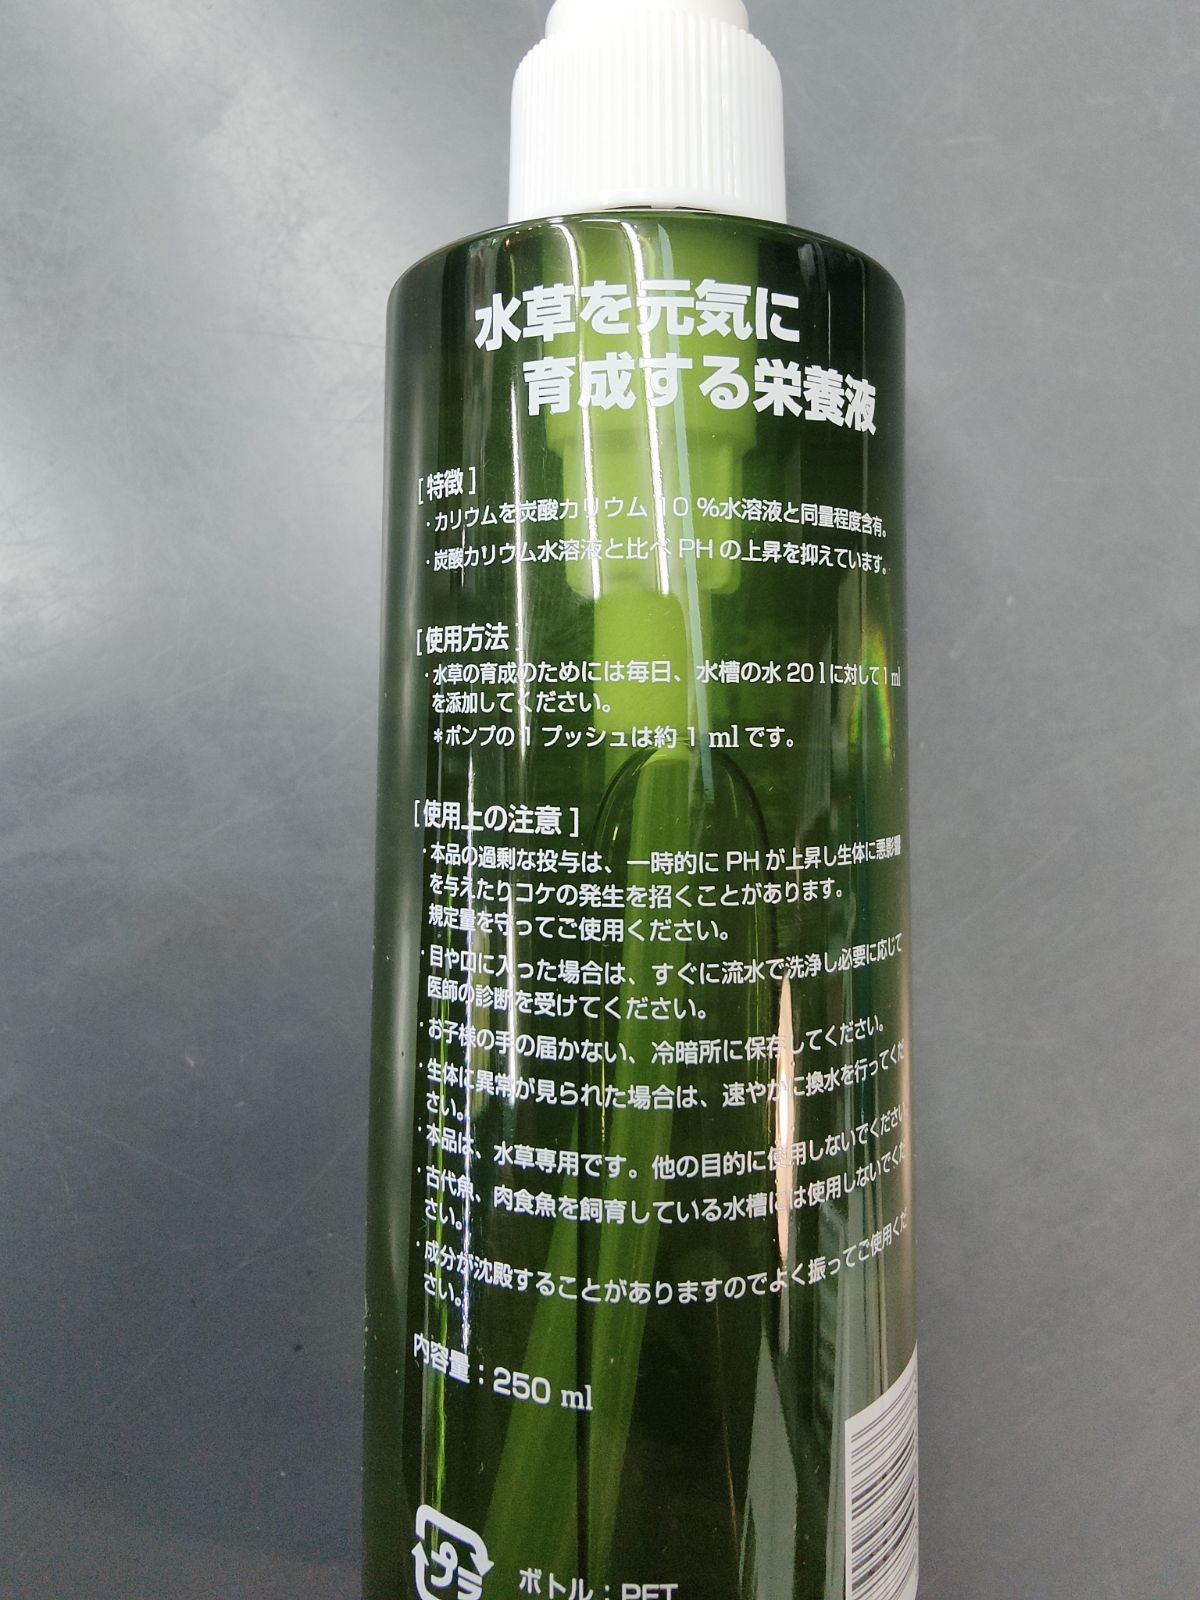 水草を元気に
育成する栄養液
[ 特徴 ]
・カリウムを炭酸カリウム 10 %水溶液と同量程度含有。
・炭酸カリウム水溶液と比べ PH の上昇を抑えています。
[ 使用方法 ]
・水草の育成のためには毎日、水槽の水 20 l に対して 1 ml
を添加してください。
＊ポンプの 1 プッシュは約 1 ml です。
[ 使用上の注意 ]
・本品の過剰な投与は、一時的に PH が上昇し生体に悪影響
を与えたりコケの発生を招くことがあります。
規定量を守ってご使用ください。
・目や口に入った場合は、すぐに流水で洗浄し必要に応じて
医師の診断を受けてください。
・お子様の手の届かない、冷暗所に保存してください。
・生体に異常が見られた場合は、速やかに換水を行ってくだ
さい。
・本品は、水草専用です。他の目的に使用しないでください。
・古代魚、肉食魚を飼育している水槽には使用しないでくだ
さい。
・成分が沈殿することがありますのでよく振ってご使用くだ
さい。
内容量：250 ml
プラ
ボトル：PET